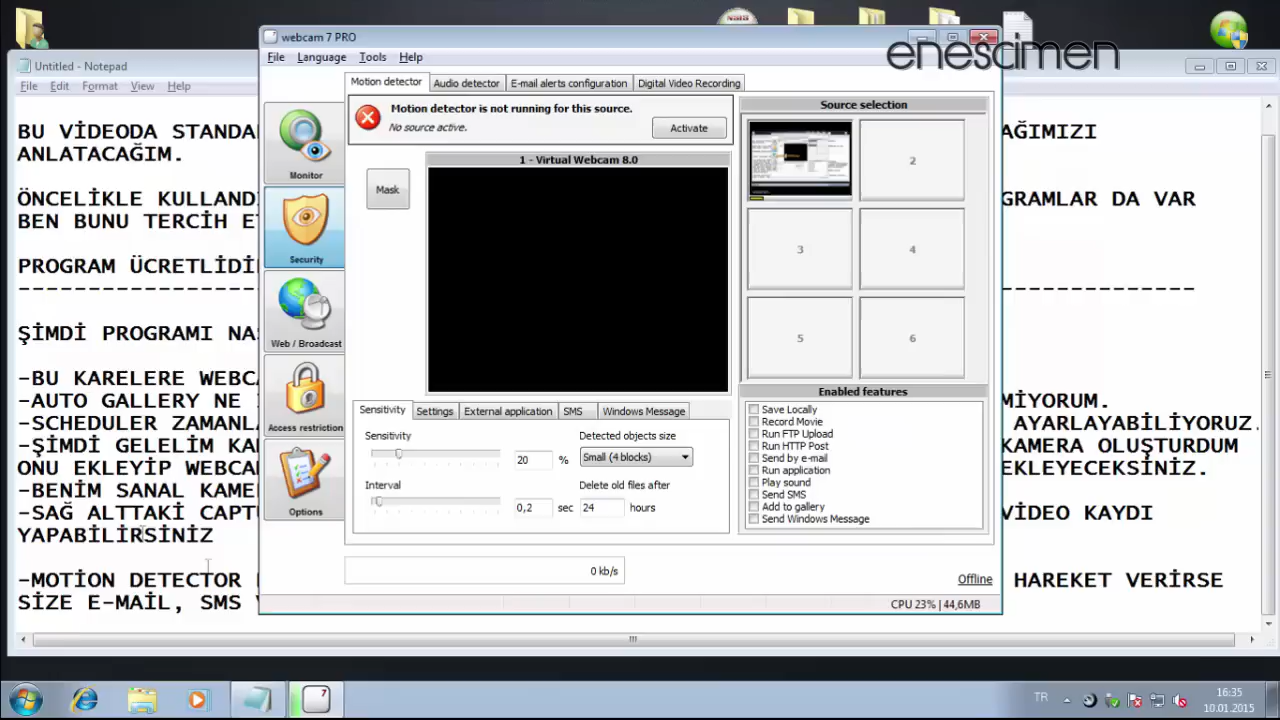 webcam 7 PRO
enescimen
File Language Tools Help
Untitled - Notepad
File Edit Format View Help
Motion detector Audio detector E-mail alerts configuration Digital Video Recording
Motion detector is not running for this source.
No source active.
Activate
Source selection
1 - Virtual Webcam 8.0
Mask
2
3 4
5 6
Monitor
Security
Web / Broadcast
Access restriction
Options
Enabled features
Save Locally
Record Movie
Run FTP Upload
Run HTTP Post
Send by e-mail
Run application
Play sound
Send SMS
Add to gallery
Send Windows Message
Sensitivity Settings External application SMS Windows Message
Sensitivity Detected objects size
20 % Small (4 blocks)
Interval Delete old files after
0,2 sec 24 hours
0 kb/s
Offline
CPU 23% | 44,6MB
BU VİDEODA STANDA
ANLATACAĞIM.
ÖNCELİKLE KULLANDI GRAMLAR DA VAR
BEN BUNU TERCİH E
PROGRAM ÜCRETLİDİ
ŞİMDİ PROGRAMI NA
-BU KARELERE WEBC
-AUTO GALLERY NE MİYORUM.
-SCHEDULER ZAMANL AYARLAYABİLİYORUZ.
-ŞİMDİ GELELİM KA KAMERA OLUŞTURDUM
ONU EKLEYİP WEBCA EKLEYECEKSİNİZ.
-BENİM SANAL KAME
-SAĞ ALTTAKİ CAPT VİDEO KAYDI
YAPABİLİRSİNİZ
-MOTİON DETECTOR HAREKET VERİRSE
SİZE E-MAİL, SMS
7
TR
16:35
10.01.2015